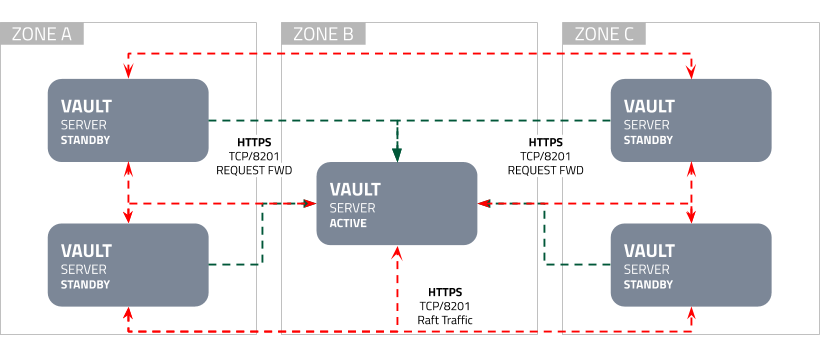 ZONE A
ZONE B
ZONE C
VAULT
SERVER
STANDBY
VAULT
SERVER
STANDBY
HTTPS
TCP/8201
REQUEST FWD
HTTPS
TCP/8201
REQUEST FWD
VAULT
SERVER
ACTIVE
VAULT
SERVER
STANDBY
VAULT
SERVER
STANDBY
HTTPS
TCP/8201
Raft Traffic